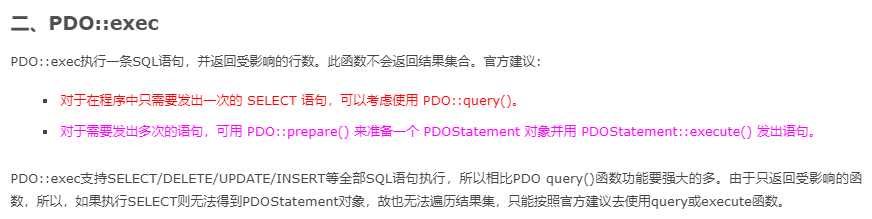 二、PDO::exec
PDO::exec执行一条SQL语句，并返回受影响的行数。此函数不会返回结果集合。官方建议：
对于在程序中只需要发出一次的 SELECT 语句，可以考虑使用 PDO::query()。
对于需要发出多次的语句，可用 PDO::prepare() 来准备一个 PDOStatement 对象并用 PDOStatement::execute() 发出语句。
PDO::exec支持SELECT/DELETE/UPDATE/INSERT等全部SQL语句执行，所以相比PDO query()函数功能要强大的多。由于只返回受影响的函
数，所以，如果执行SELECT则无法得到PDOStatement对象，故也无法遍历结果集，只能按照官方建议去使用query或execute函数。